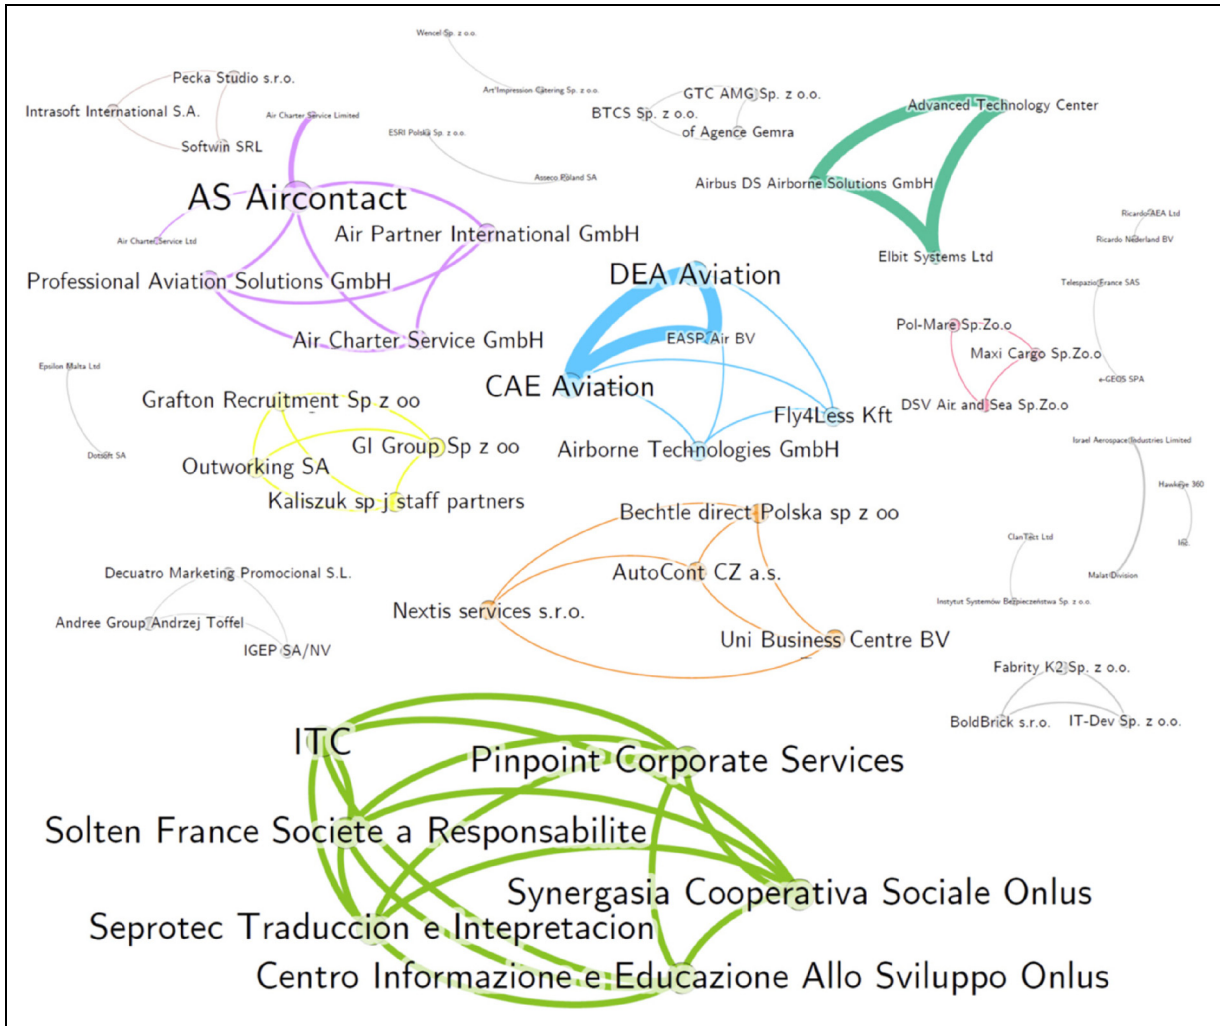 Wencel Sp. z o.o.
Pecka Studio s.r.o.
Art'Impression Catering Sp. z o.o.
GTC AMG Sp. z o.o.
Advanced Technology Center
Intrasoft International S.A.
Air Charter Service Limited
BTCS Sp. z o.o.
ESRI Polska Sp. z o.o.
of Agence Gemra
Softwin SRL
Asseco Poland SA
Airbus DS Airborne Solutions GmbH
AS Aircontact
Ricardo-AEA Ltd
Air Partner International GmbH
Air Charter Service Ltd
Ricardo Nederland BV
Elbit Systems Ltd
DEA Aviation
Professional Aviation Solutions GmbH
Telespazio France SAS
Pol-Mare Sp.Zo.o
EASP Air BV
Air Charter Service GmbH
Maxi Cargo Sp.Zo.o
Epsilon Malta Ltd
e-GEOS SPA
CAE Aviation
Grafton Recruitment Sp z oo
DSV Air and Sea Sp.Zo.o
Fly4Less Kft
Israel Aerospace Industries Limited
GI Group Sp z oo
Airborne Technologies GmbH
Dotsoft SA
Outworking SA
Hawkeye 360
Kaliszuk sp j staff partners
Bechtle direct Polska sp z oo
ClanTect Ltd
Inc.
Decuatro Marketing Promocional S.L.
AutoCont CZ a.s.
Malat Division
Instytut Systemów Bezpieczeństwa Sp. z o.o.
Nextis services s.r.o.
Andree Group Andrzej Toffel
Uni Business Centre BV
IGEP SA/NV
Fabrity K2 Sp. z o.o.
BoldBrick s.r.o.
IT-Dev Sp. z o.o.
ITC
Pinpoint Corporate Services
Solten France Societe a Responsabilite
Synergasia Cooperativa Sociale Onlus
Seprotec Traduccion e Intepretacion
Centro Informazione e Educazione Allo Sviluppo Onlus